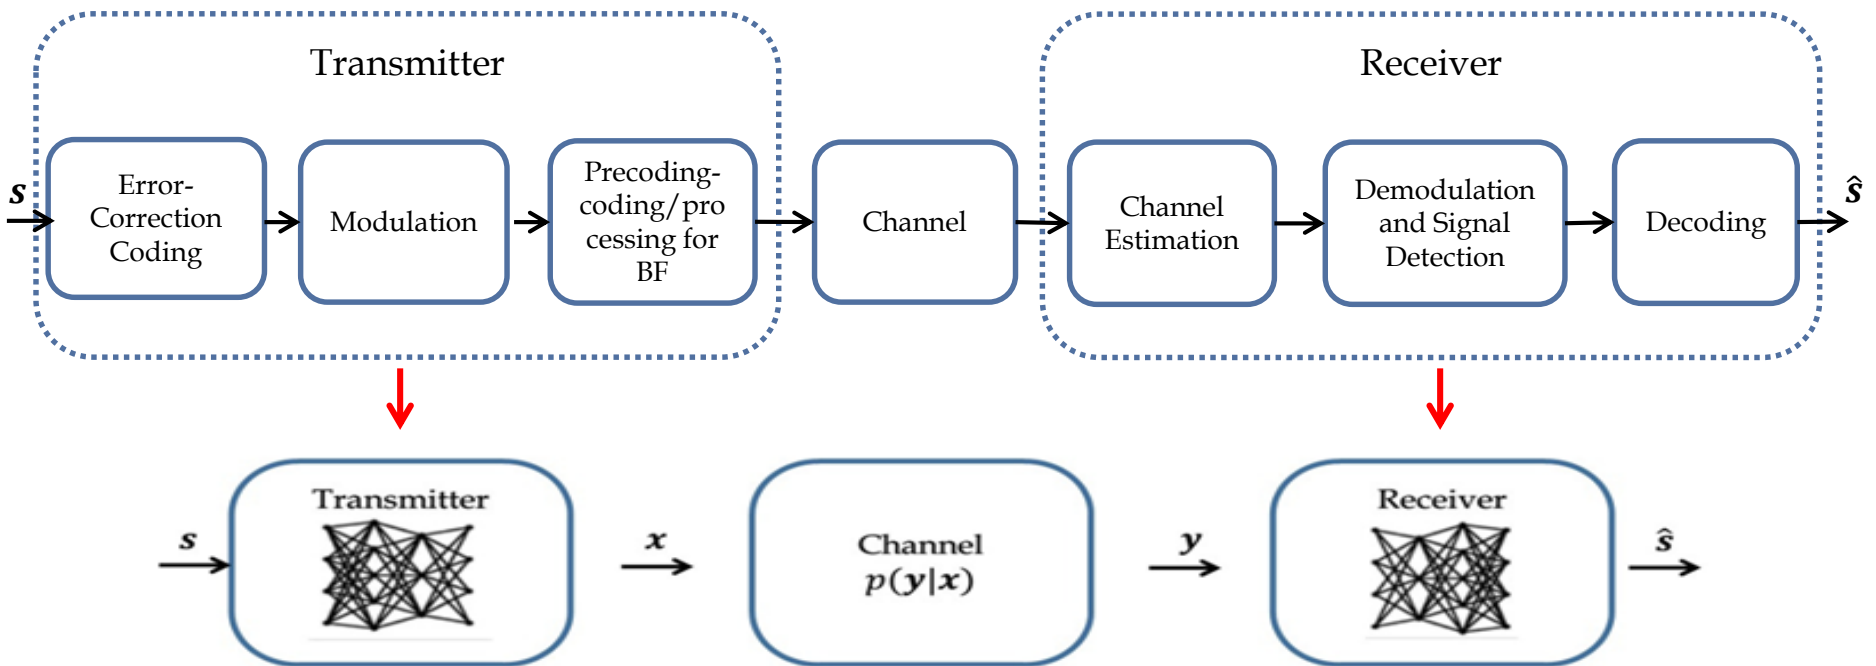 Transmitter
Receiver
s
Error-
Correction
Coding
Modulation
Precoding-
coding/pro
cessing for
BF
Channel
Channel
Estimation
Demodulation
and Signal
Detection
Decoding
ŝ
s
Transmitter
x
Channel
p(y|x)
y
Receiver
ŝ